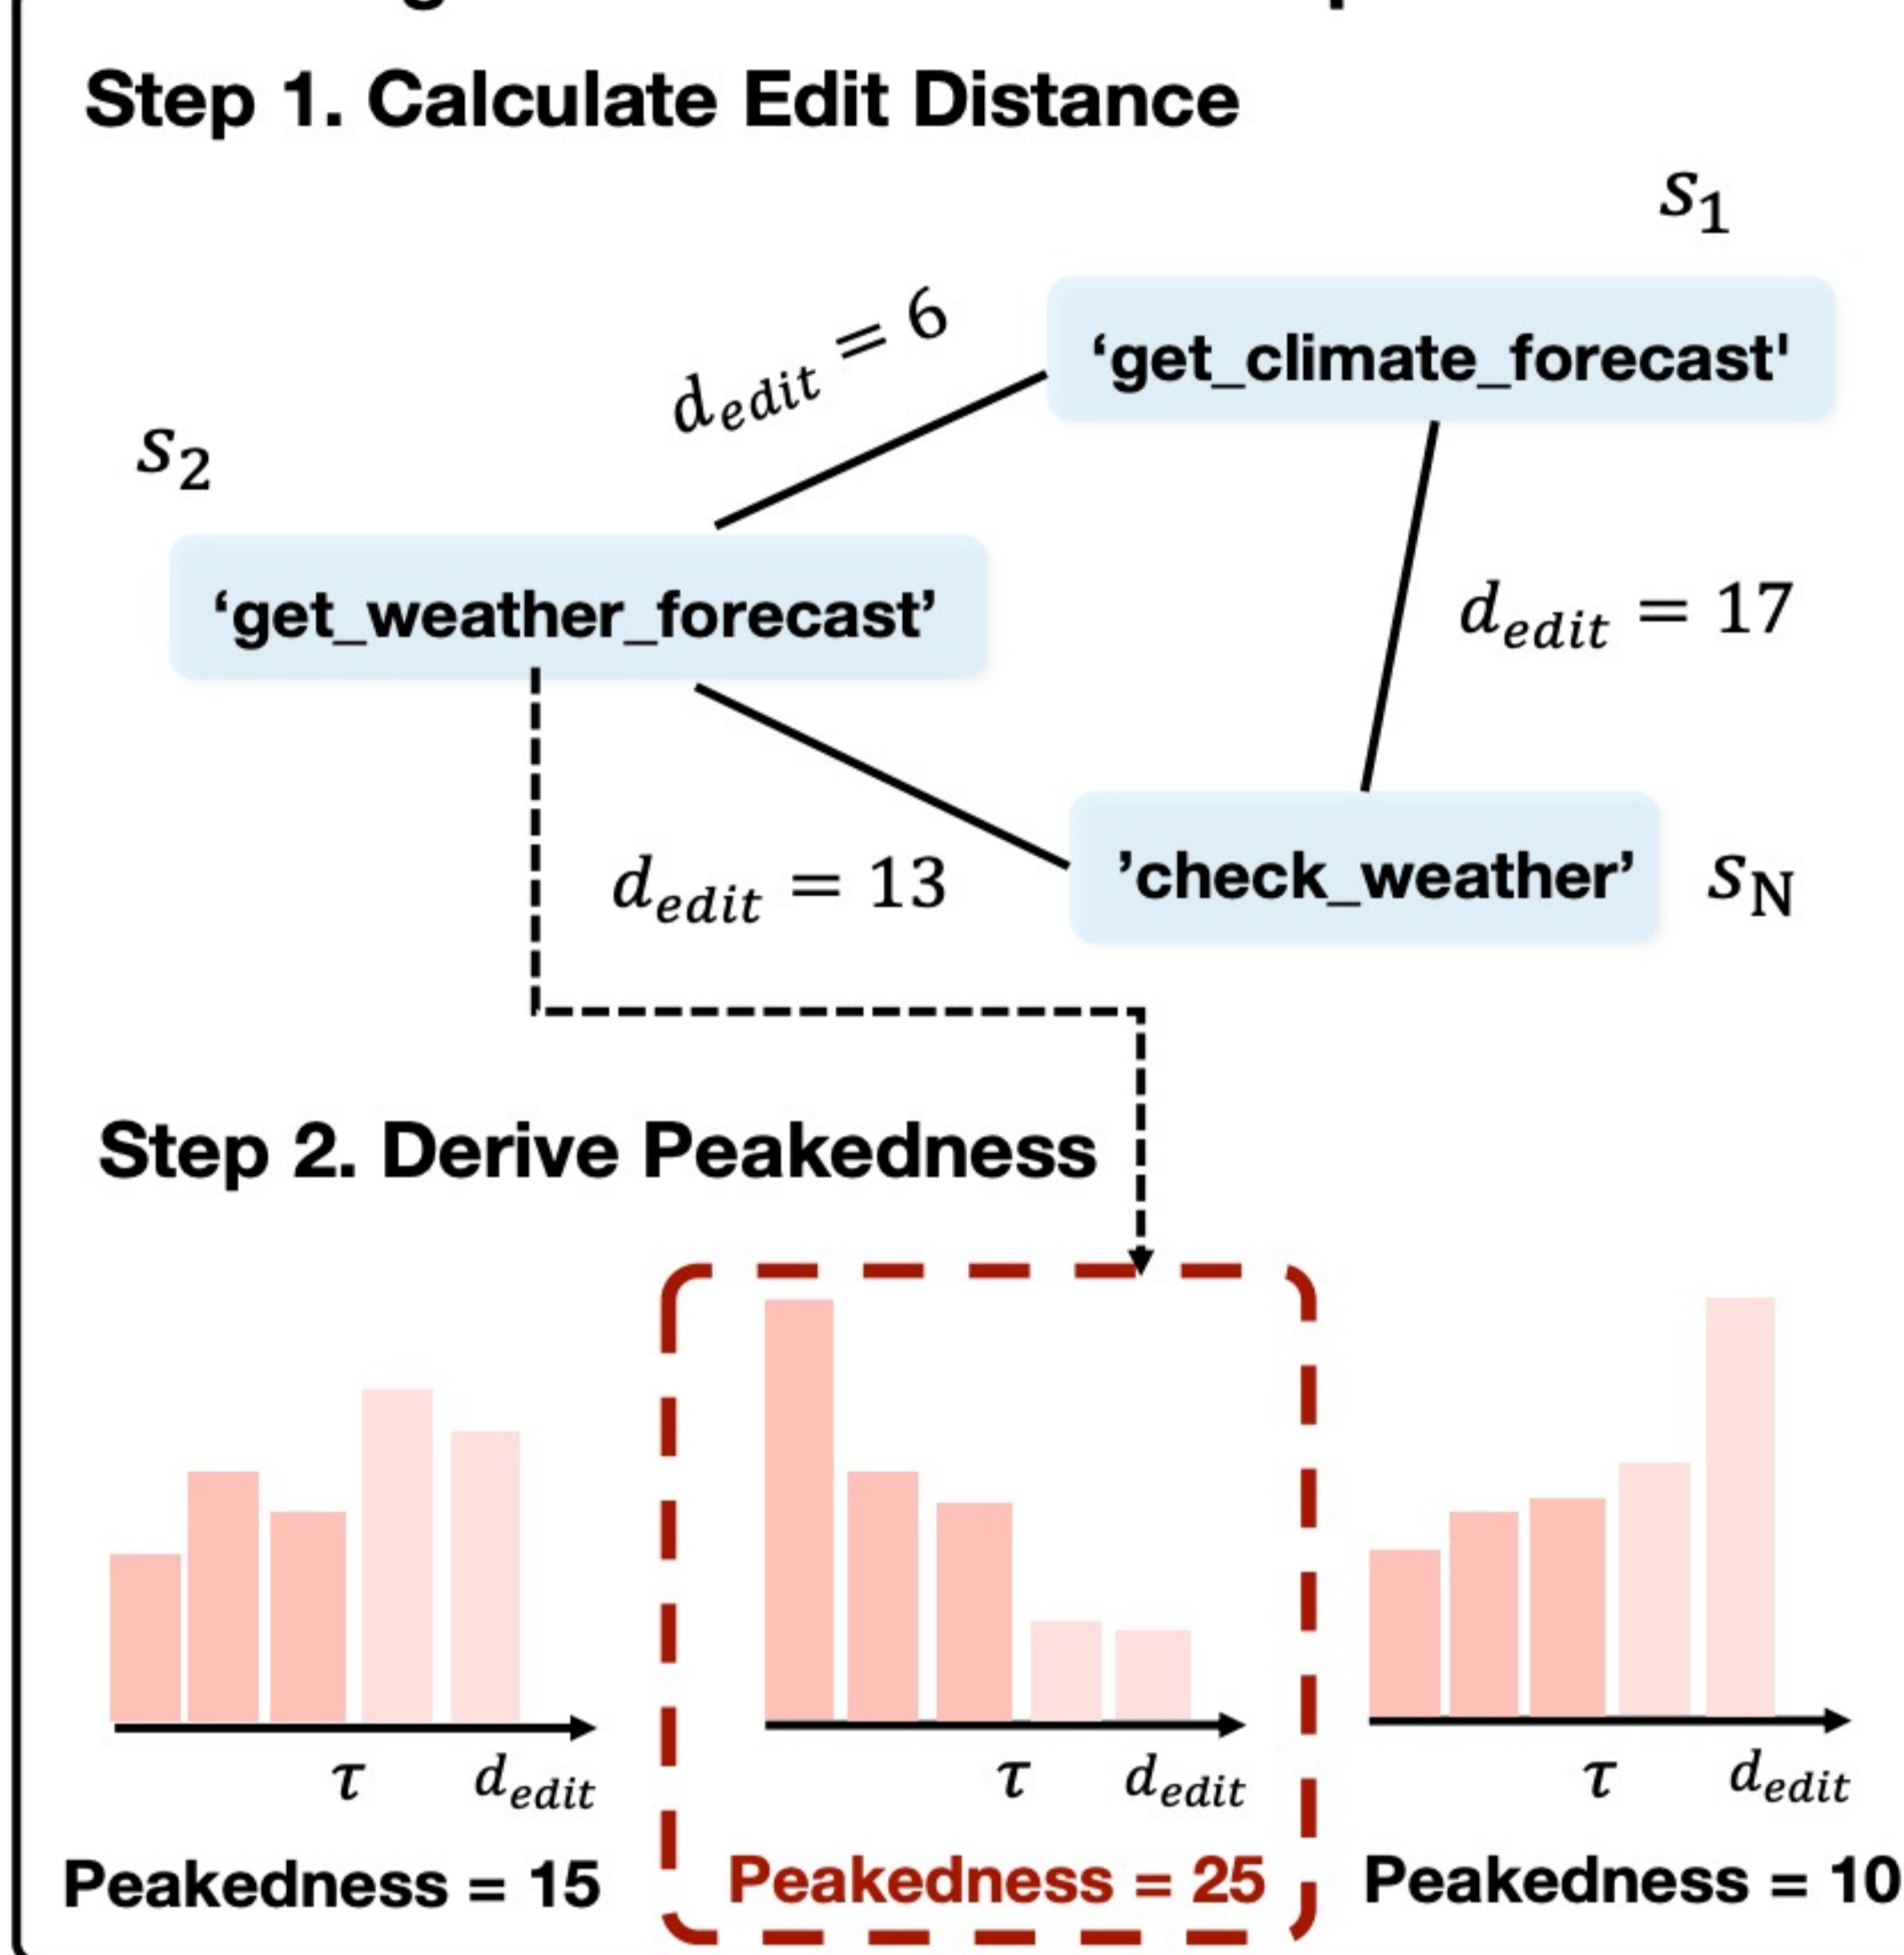 Step 1. Calculate Edit Distance
s₁
d_edit = 6
‘get_climate_forecast'
s₂
‘get_weather_forecast’
d_edit = 17
d_edit = 13
’check_weather’
s_N
Step 2. Derive Peakedness
τ d_edit
τ d_edit
τ d_edit
Peakedness = 15
Peakedness = 25
Peakedness = 10